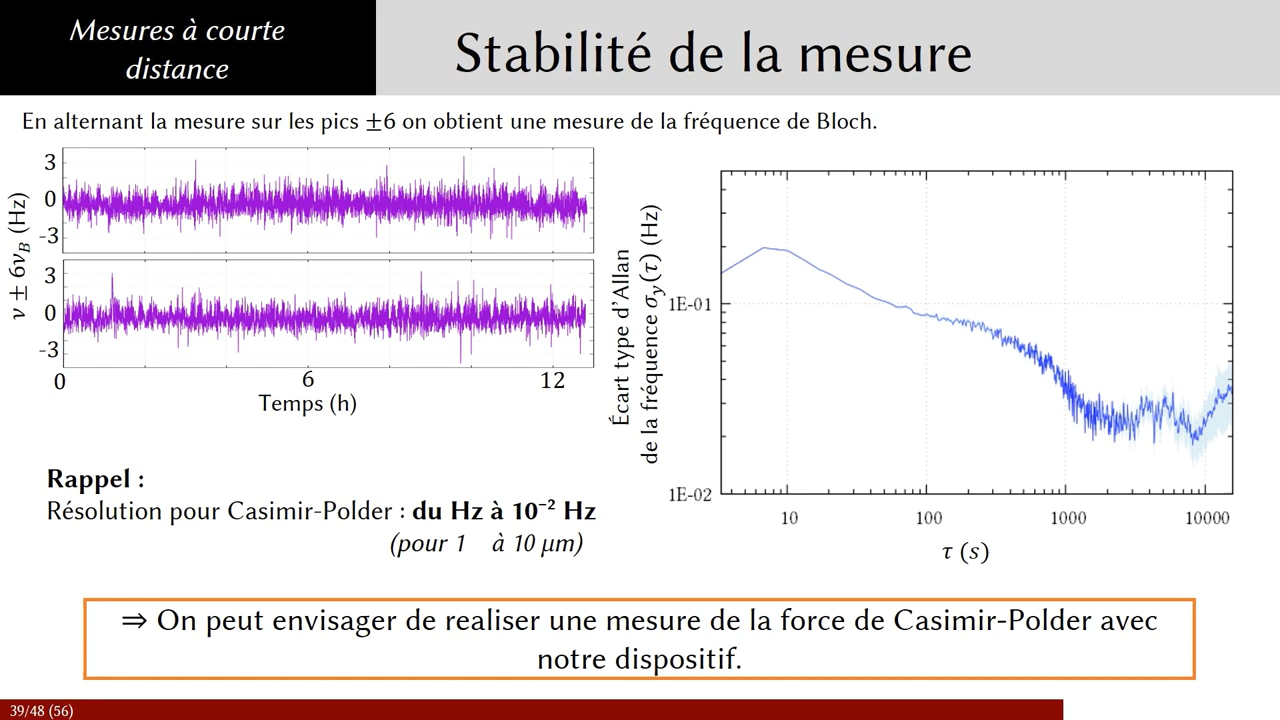 Mesures à courte
distance
Stabilité de la mesure
En alternant la mesure sur les pics ±6 on obtient une mesure de la fréquence de Bloch.
ν ± 6ν_B (Hz)
3
0
-3
3
0
-3
0 6 12
Temps (h)
Écart type d'Allan
de la fréquence σ_y(τ) (Hz)
1E-01
1E-02
10 100 1000 10000
τ (s)
Rappel :
Résolution pour Casimir-Polder : du Hz à 10⁻² Hz
(pour 1 à 10 μm)
⇒ On peut envisager de realiser une mesure de la force de Casimir-Polder avec
notre dispositif.
39/48 (56)